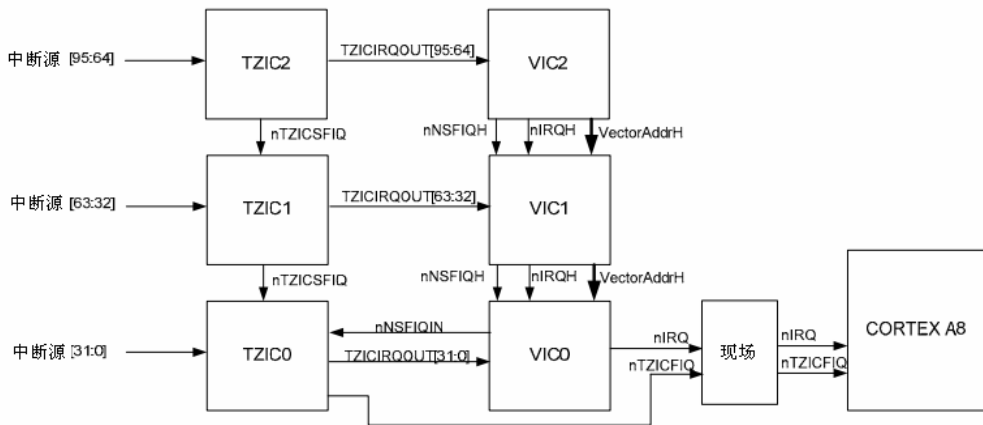 中断源 [95:64]
TZIC2
TZICIRQOUT[95:64]
VIC2
nTZICSFIQ
nNSFIQH
nIRQH
VectorAddrH
中断源 [63:32]
TZIC1
TZICIRQOUT[63:32]
VIC1
nTZICSFIQ
nNSFIQH
nIRQH
VectorAddrH
中断源 [31:0]
TZIC0
nNSFIQIN
TZICIRQOUT[31:0]
VIC0
nIRQ
nTZICFIQ
现场
nIRQ
nTZICFIQ
CORTEX A8